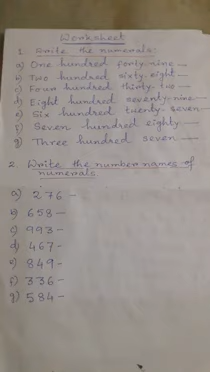 Worksheet
1. Write the numerals:
a) One hundred forty-nine —
b) Two hundred sixty-eight —
c) Four hundred thirty-two —
d) Eight hundred seventy-nine —
e) Six hundred twenty-seven —
f) Seven hundred eighty —
g) Three hundred seven —
2. Write the number names of
numerals
a) 276 —
b) 658 —
c) 993 —
d) 467 —
e) 849 —
f) 336 —
g) 584 —